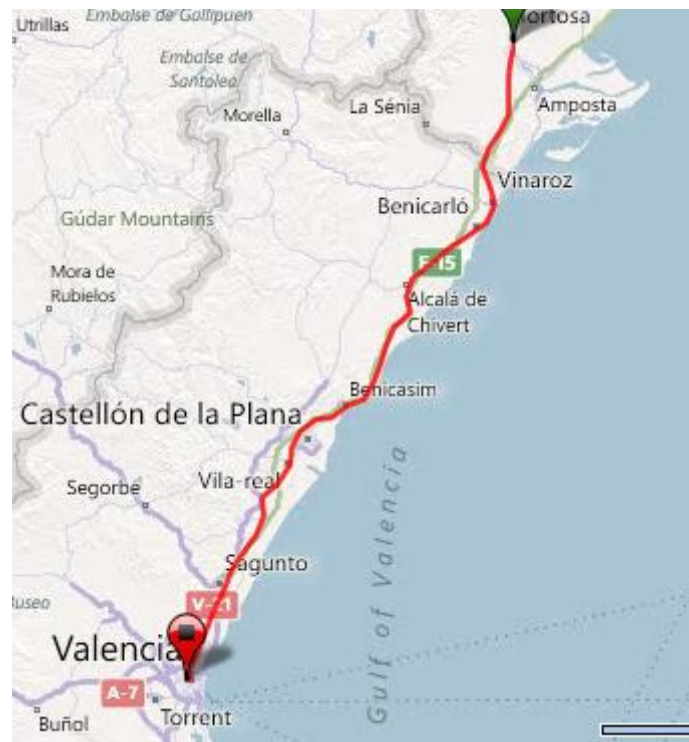 Embalse de Gallipuen
Utrillas
Tortosa
Embalse de
Santolea
Morella
La Sénia
Amposta
Vinaroz
Benicarló
Gúdar Mountains
E-15
Mora de
Rubielos
Alcalá de
Chivert
Benicasim
Castellón de la Plana
Vila-real
Segorbe
Gulf of Valencia
Sagunto
V-21
Valencia
A-7
Torrent
Buñol